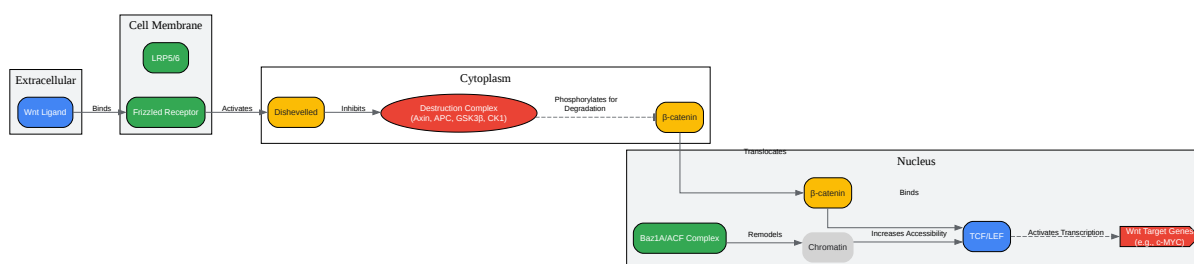 Cell Membrane
LRP5/6
Extracellular
Wnt Ligand
Binds
Frizzled Receptor
Activates
Cytoplasm
Dishevelled
Inhibits
Destruction Complex
(Axin, APC, GSK3β, CK1)
Phosphorylates for
Degradation
β-catenin
Translocates
Nucleus
β-catenin
Binds
Baz1A/ACF Complex
Remodels
Chromatin
Increases Accessibility
TCF/LEF
Activates Transcription
Wnt Target Genes
(e.g., c-MYC)